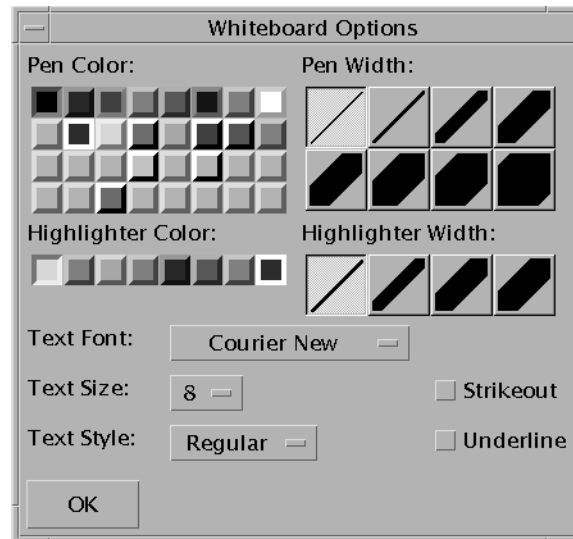 Whiteboard Options
Pen Color:
Pen Width:
Highlighter Color:
Highlighter Width:
Text Font:
Courier New
Text Size:
8
Strikeout
Text Style:
Regular
Underline
OK